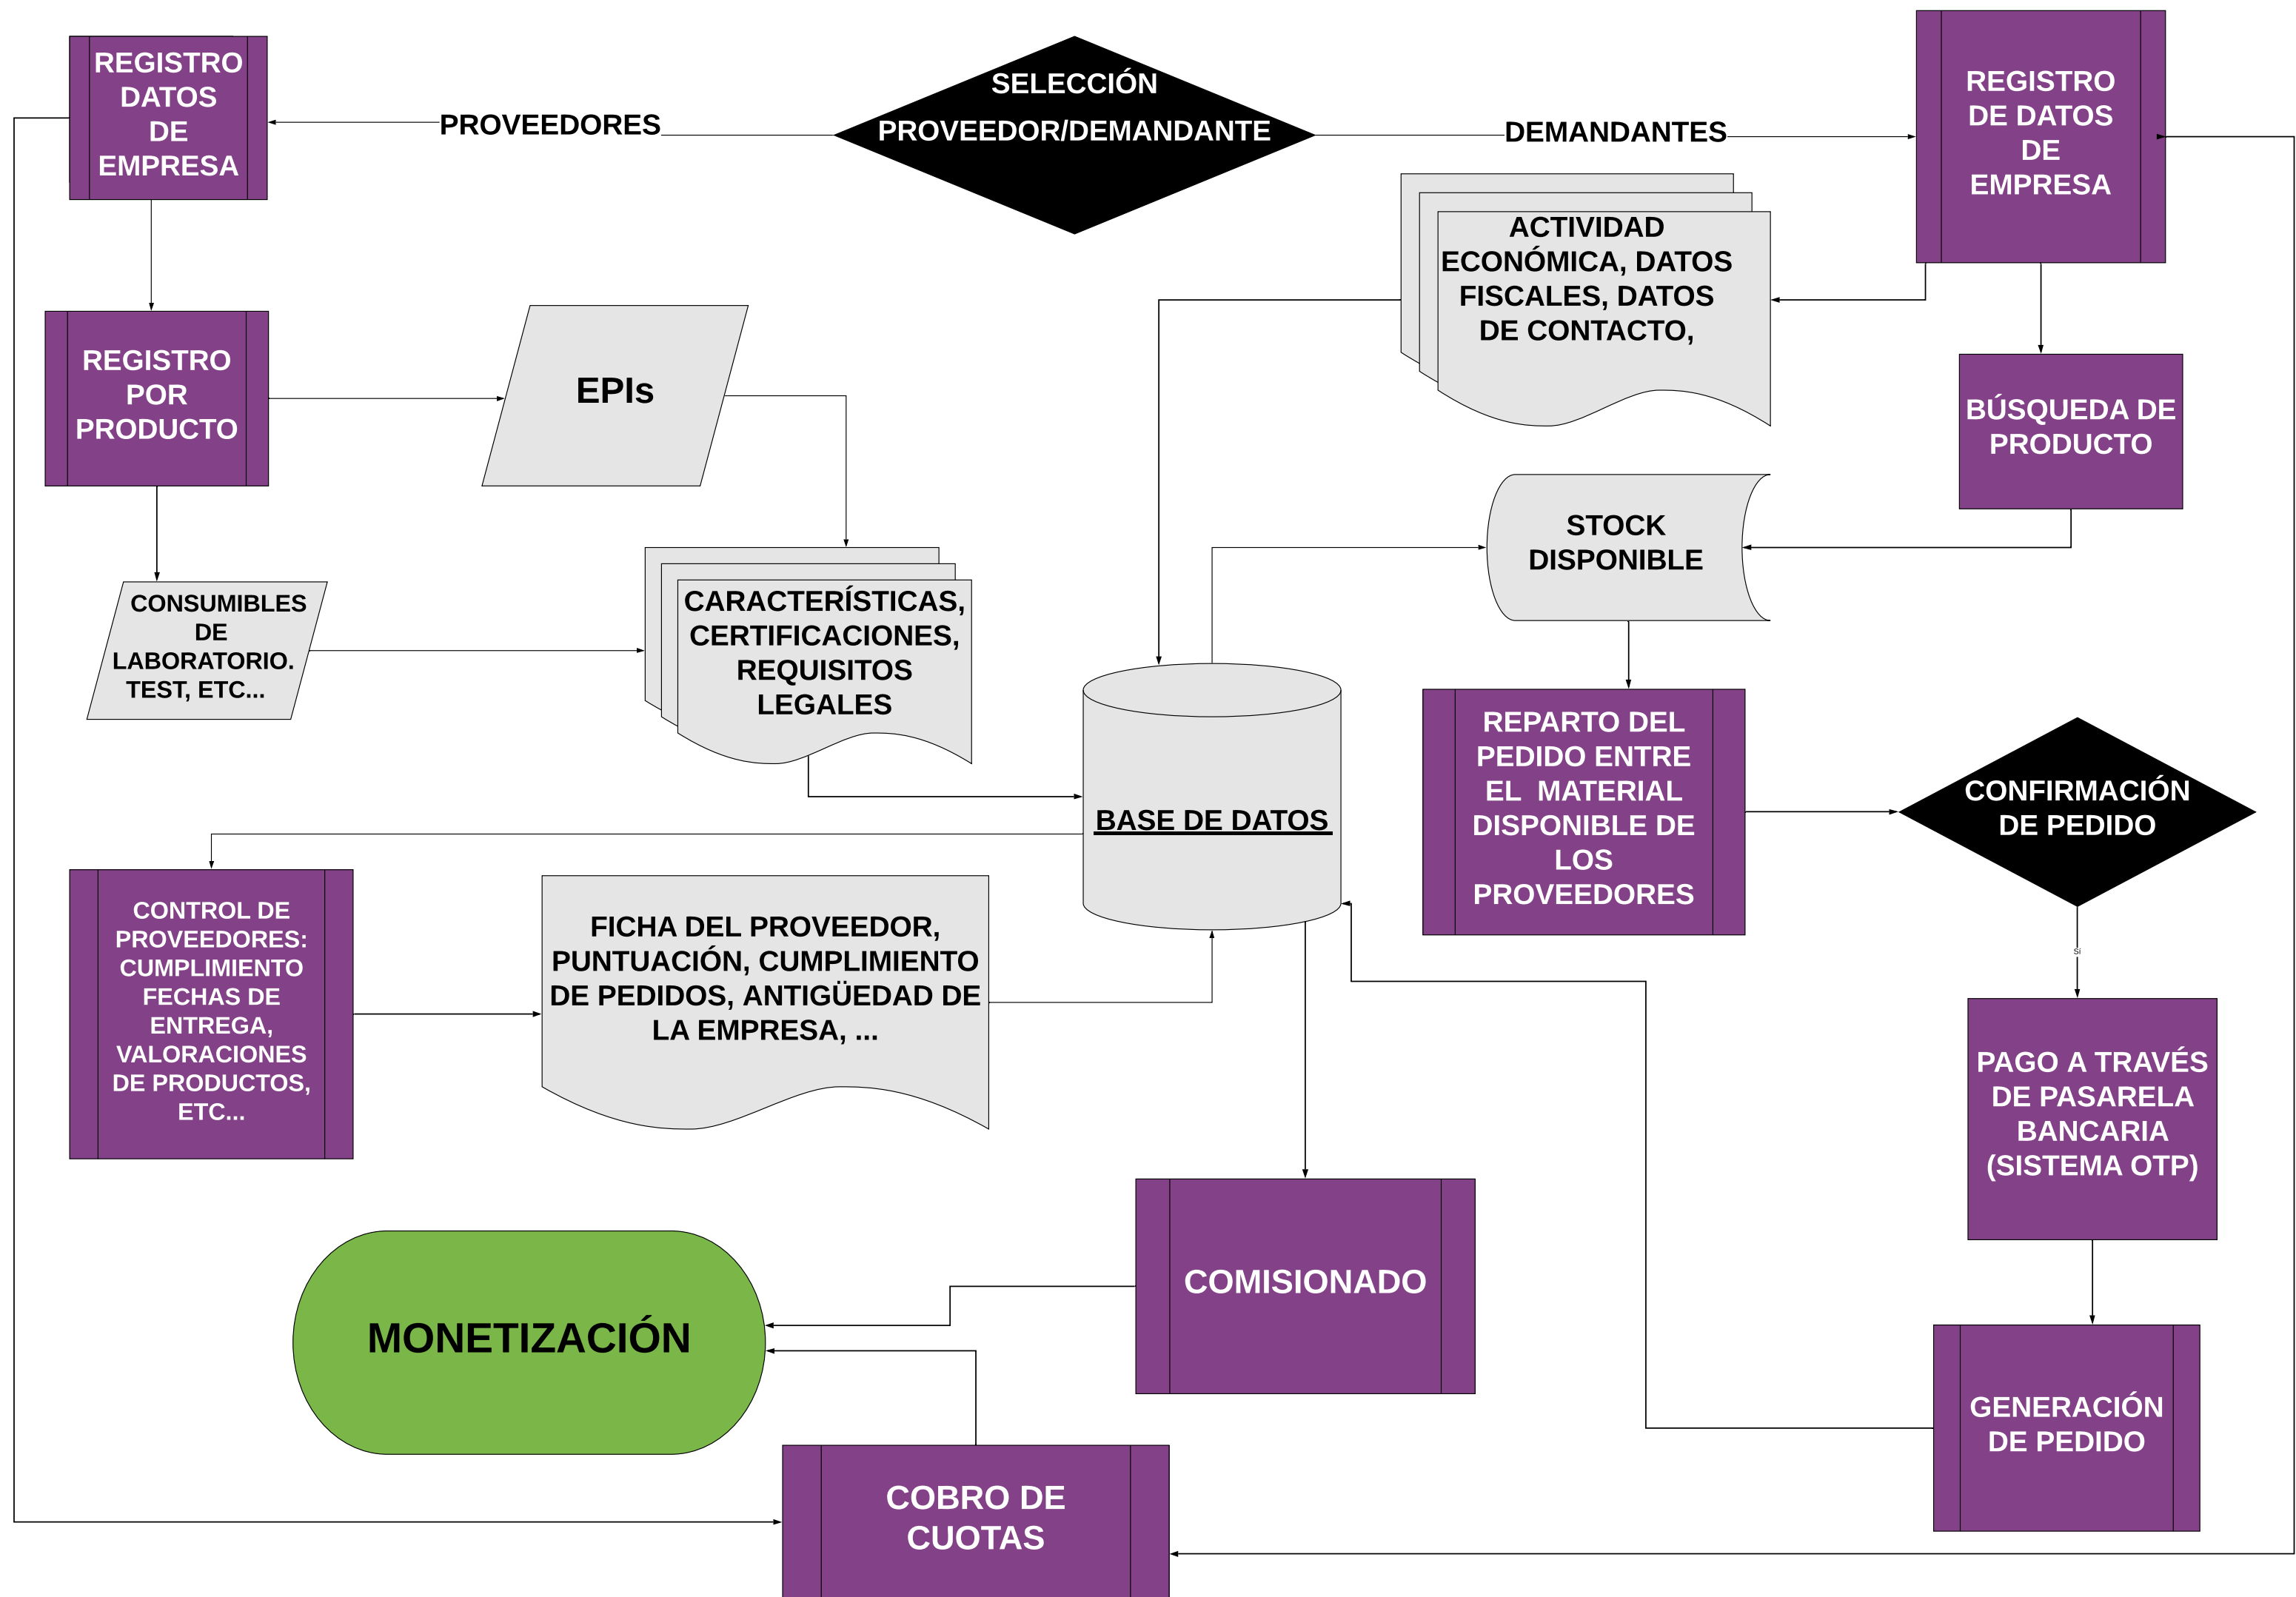 REGISTRO
DATOS
DE
EMPRESA
PROVEEDORES
SELECCIÓN
PROVEEDOR/DEMANDANTE
DEMANDANTES
REGISTRO
DE DATOS
DE
EMPRESA
ACTIVIDAD
ECONÓMICA, DATOS
FISCALES, DATOS
DE CONTACTO,
REGISTRO
POR
PRODUCTO
EPIs
BÚSQUEDA DE
PRODUCTO
STOCK
DISPONIBLE
CONSUMIBLES
DE
LABORATORIO.
TEST, ETC...
CARACTERÍSTICAS,
CERTIFICACIONES,
REQUISITOS
LEGALES
BASE DE DATOS
REPARTO DEL
PEDIDO ENTRE
EL  MATERIAL
DISPONIBLE DE
LOS
PROVEEDORES
CONFIRMACIÓN
DE PEDIDO
Sí
CONTROL DE
PROVEEDORES:
CUMPLIMIENTO
FECHAS DE
ENTREGA,
VALORACIONES
DE PRODUCTOS,
ETC...
FICHA DEL PROVEEDOR,
PUNTUACIÓN, CUMPLIMIENTO
DE PEDIDOS, ANTIGÜEDAD DE
LA EMPRESA, ...
PAGO A TRAVÉS
DE PASARELA
BANCARIA
(SISTEMA OTP)
COMISIONADO
MONETIZACIÓN
GENERACIÓN
DE PEDIDO
COBRO DE
CUOTAS